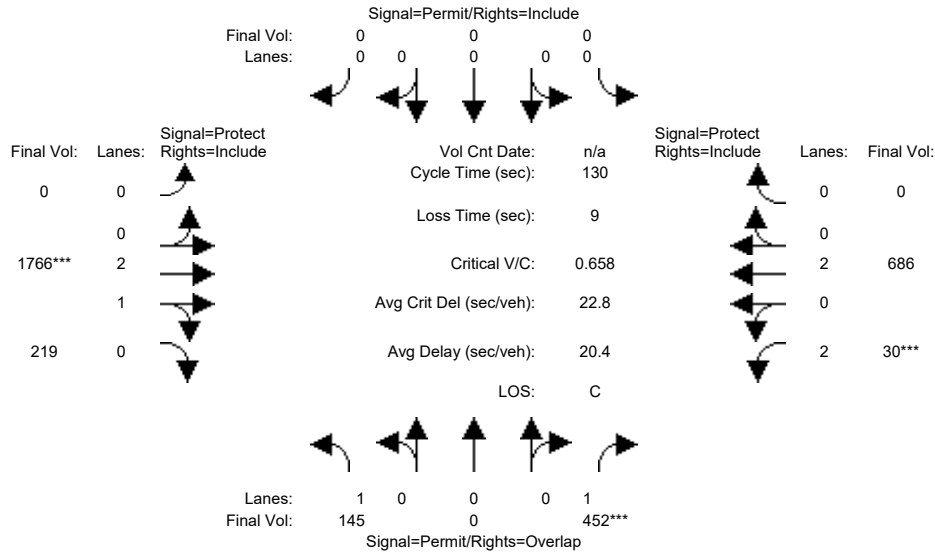 Signal=Permit/Rights=Include
Final Vol: 0 0 0
Lanes: 0 0 0 0 0
Signal=Protect
Final Vol: Lanes: Rights=Include
Vol Cnt Date: n/a
Signal=Protect
Rights=Include Lanes: Final Vol:
Cycle Time (sec): 130
0 0
0 0
Loss Time (sec): 9
0
0
1766*** 2
Critical V/C: 0.658
2 686
1
Avg Crit Del (sec/veh): 22.8
0
219 0
Avg Delay (sec/veh): 20.4
2 30***
LOS: C
Lanes: 1 0 0 0 1
Final Vol: 145 0 452***
Signal=Permit/Rights=Overlap